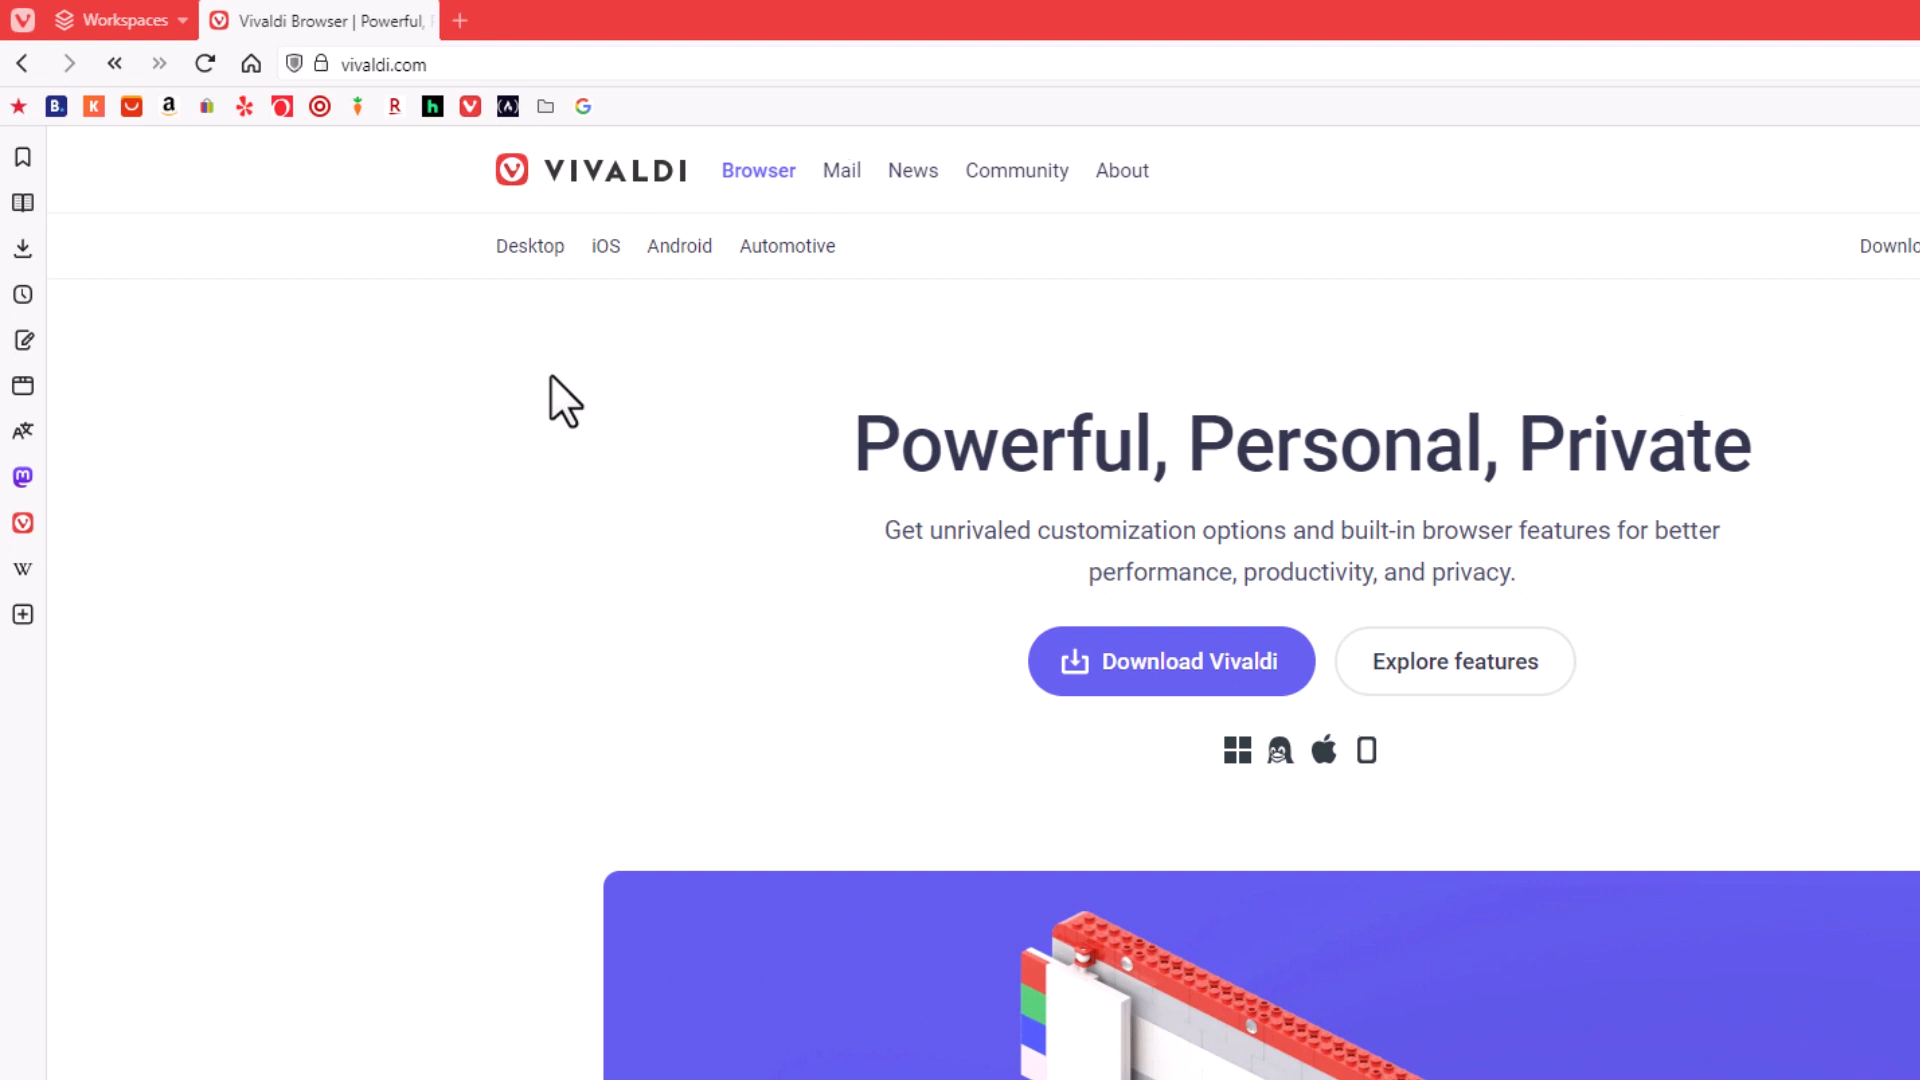 Workspaces
Vivaldi Browser | Powerful,
vivaldi.com
B. K a R h W
VIVALDI Browser Mail News Community About
Desktop iOS Android Automotive Downlo
Powerful, Personal, Private
Get unrivaled customization options and built-in browser features for better
performance, productivity, and privacy.
Download Vivaldi Explore features